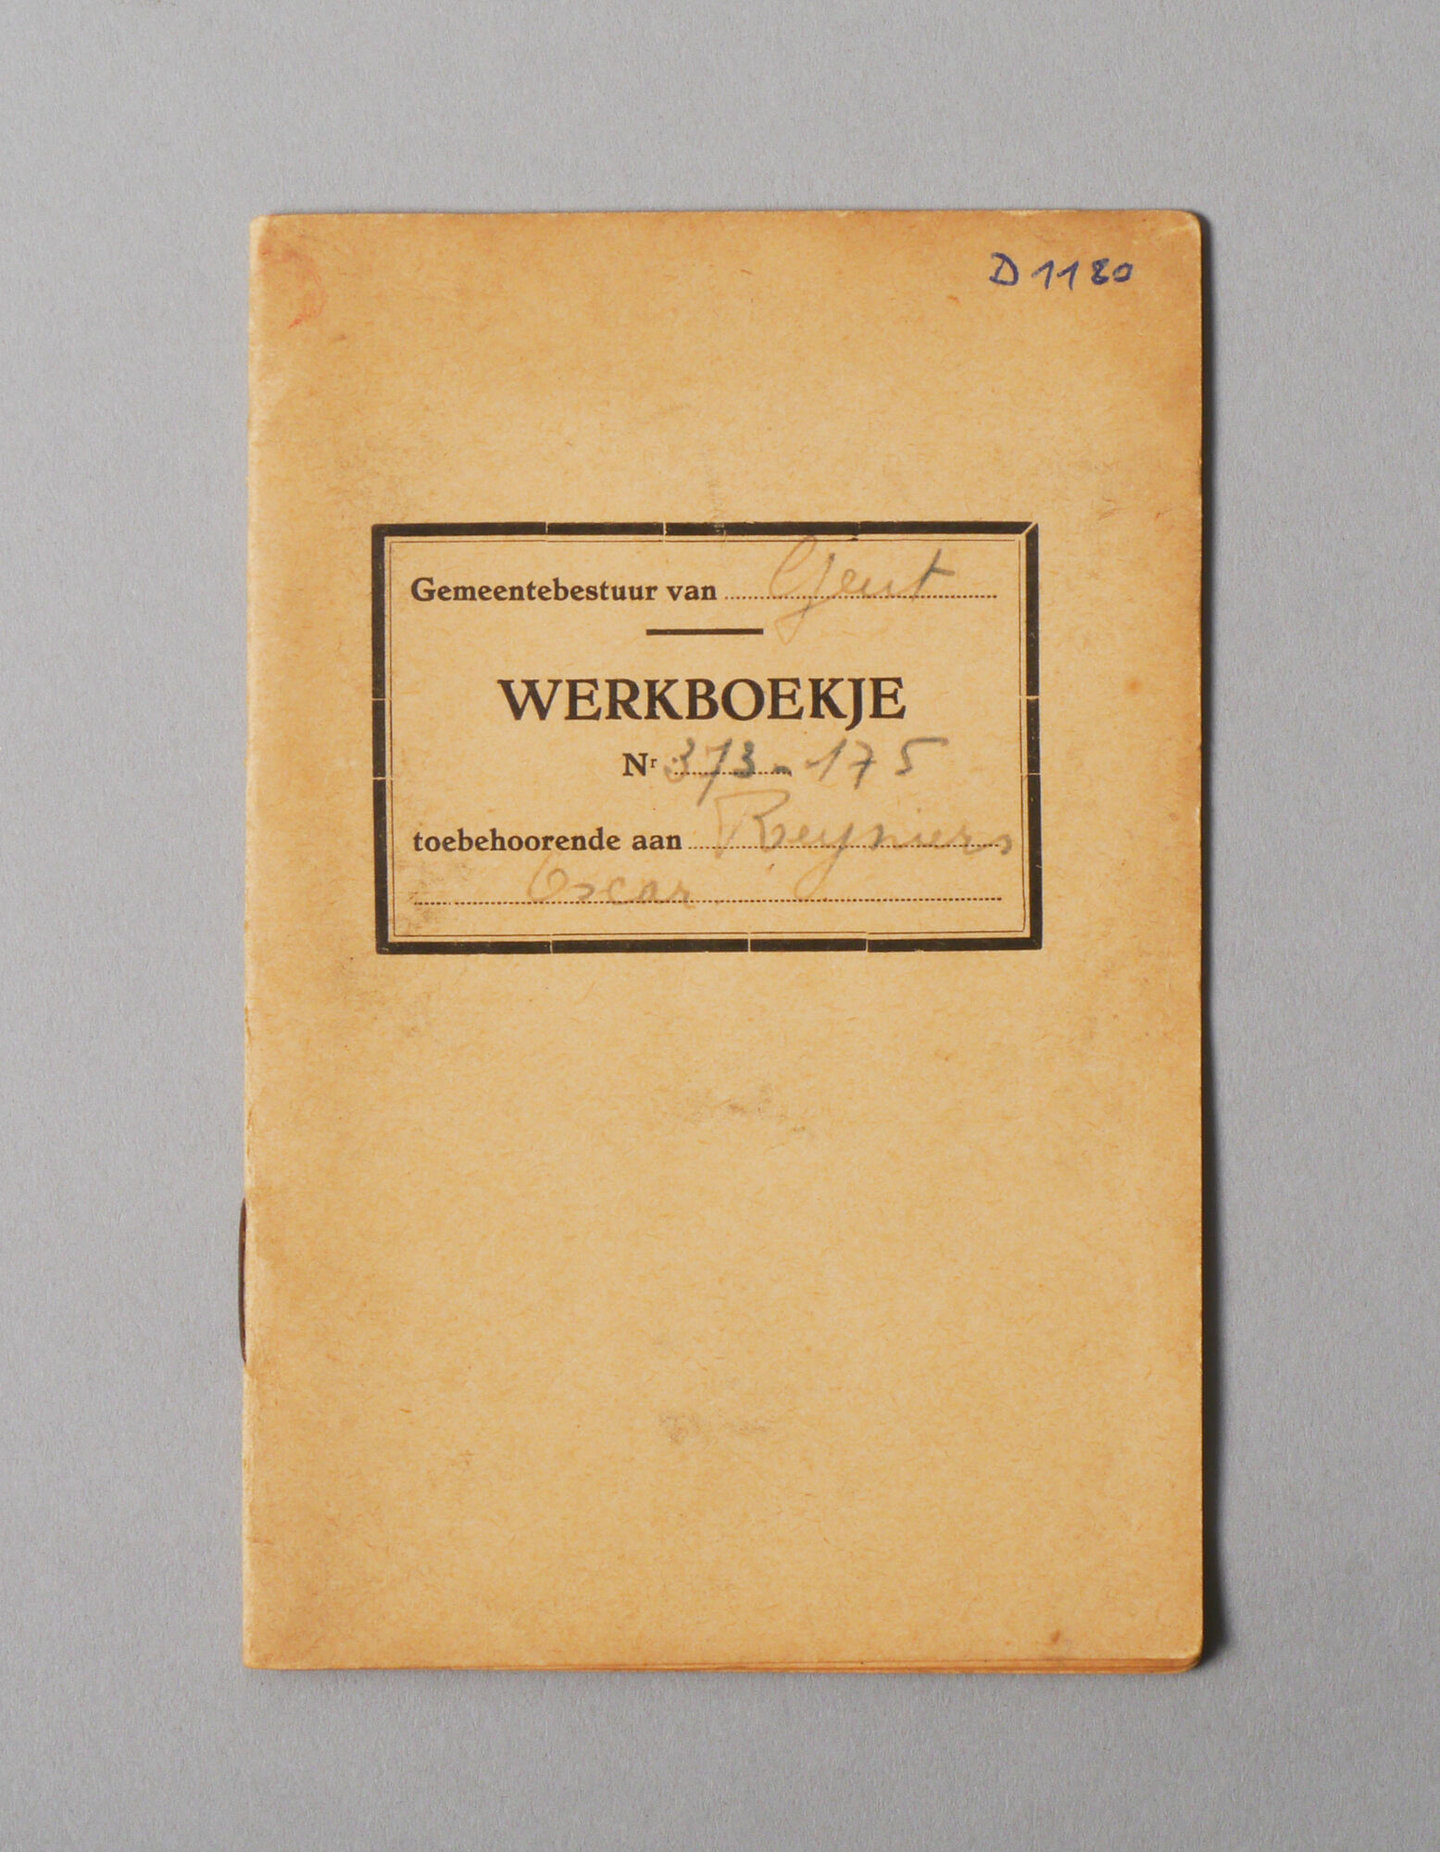 D 1180
Gemeentebestuur van Gent
WERKBOEKJE
Nr 373-175
toebehoorende aan Reyniers
Oscar